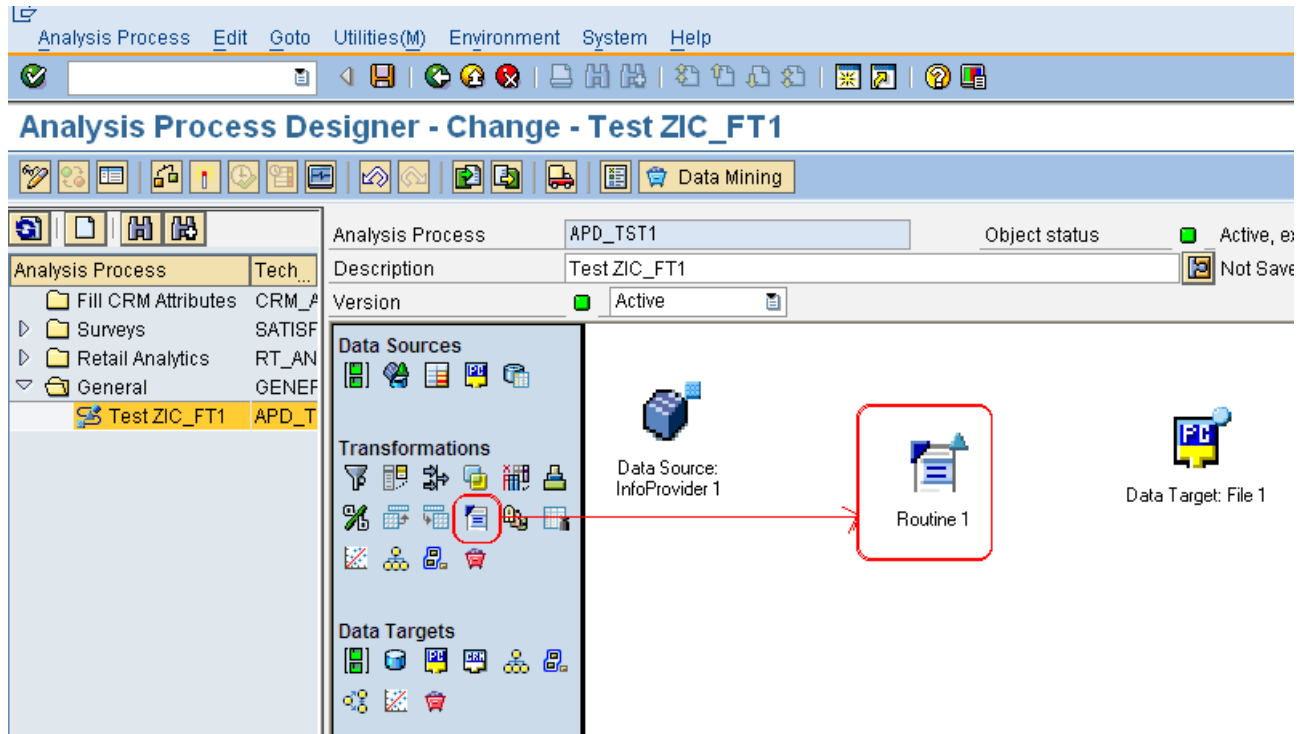 Analysis Process Edit Goto Utilities(M) Environment System Help
Analysis Process Designer - Change - Test ZIC_FT1
Data Mining
Analysis Process APD_TST1 Object status Active, ex
Analysis Process Tech...
Description Test ZIC_FT1 Not Save
Fill CRM Attributes CRM_A
Version Active
Surveys SATISF
Retail Analytics RT_AN
General GENER
Test ZIC_FT1 APD_T
Data Sources
Transformations
Data Targets
Data Source:
InfoProvider 1
Routine 1
Data Target: File 1